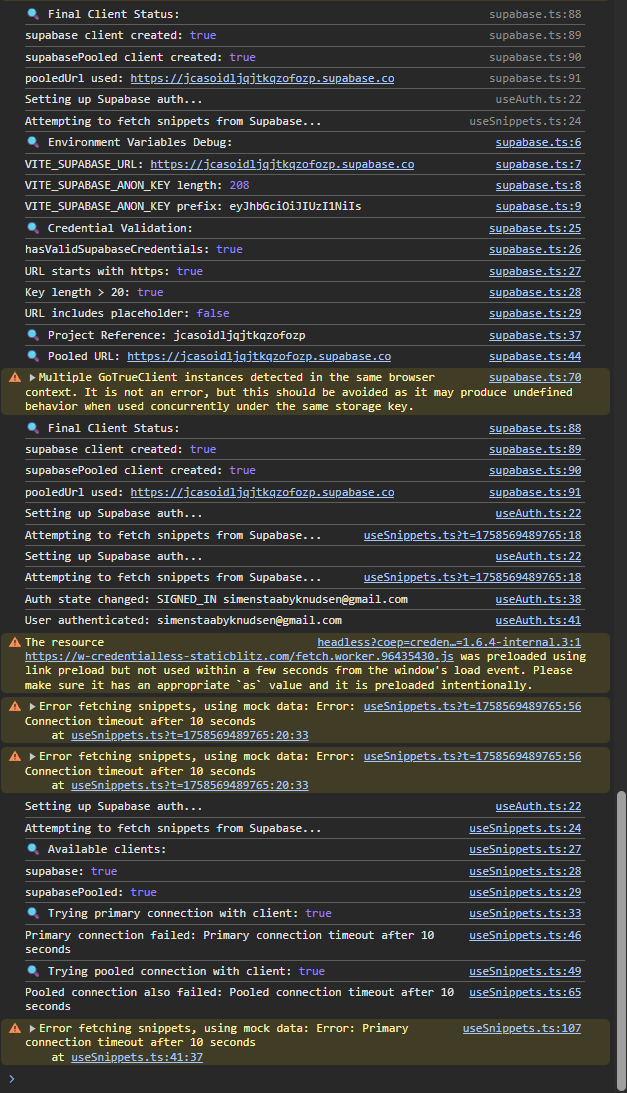 Final Client Status: supabase.ts:88
supabase client created: true supabase.ts:89
supabasePooled client created: true supabase.ts:90
pooledUrl used: https://jcasoidljqjtkqzofozp.supabase.co supabase.ts:91
Setting up Supabase auth... useAuth.ts:22
Attempting to fetch snippets from Supabase... useSnippets.ts:24
Environment Variables Debug: supabase.ts:6
VITE_SUPABASE_URL: https://jcasoidljqjtkqzofozp.supabase.co supabase.ts:7
VITE_SUPABASE_ANON_KEY length: 208 supabase.ts:8
VITE_SUPABASE_ANON_KEY prefix: eyJhbGciOiJIUzI1NiIs supabase.ts:9
Credential Validation: supabase.ts:25
hasValidSupabaseCredentials: true supabase.ts:26
URL starts with https: true supabase.ts:27
Key length > 20: true supabase.ts:28
URL includes placeholder: false supabase.ts:29
Project Reference: jcasoidljqjtkqzofozp supabase.ts:37
Pooled URL: https://jcasoidljqjtkqzofozp.supabase.co supabase.ts:44
Multiple GoTrueClient instances detected in the same browser supabase.ts:70
context. It is not an error, but this should be avoided as it may produce undefined
behavior when used concurrently under the same storage key.
Final Client Status: supabase.ts:88
supabase client created: true supabase.ts:89
supabasePooled client created: true supabase.ts:90
pooledUrl used: https://jcasoidljqjtkqzofozp.supabase.co supabase.ts:91
Setting up Supabase auth... useAuth.ts:22
Attempting to fetch snippets from Supabase... useSnippets.ts?t=1758569489765:18
Setting up Supabase auth... useAuth.ts:22
Attempting to fetch snippets from Supabase... useSnippets.ts?t=1758569489765:18
Auth state changed: SIGNED_IN simenstaabyknudsen@gmail.com useAuth.ts:38
User authenticated: simenstaabyknudsen@gmail.com useAuth.ts:41
The resource headless?coep=creden…=1.6.4-internal.3:1
https://w-credentialless-staticblitz.com/fetch.worker.96435430.js was preloaded using
link preload but not used within a few seconds from the window's load event. Please
make sure it has an appropriate `as` value and it is preloaded intentionally.
Error fetching snippets, using mock data: Error: useSnippets.ts?t=1758569489765:56
Connection timeout after 10 seconds
at useSnippets.ts?t=1758569489765:20:33
Error fetching snippets, using mock data: Error: useSnippets.ts?t=1758569489765:56
Connection timeout after 10 seconds
at useSnippets.ts?t=1758569489765:20:33
Setting up Supabase auth... useAuth.ts:22
Attempting to fetch snippets from Supabase... useSnippets.ts:24
Available clients: useSnippets.ts:27
supabase: true useSnippets.ts:28
supabasePooled: true useSnippets.ts:29
Trying primary connection with client: true useSnippets.ts:33
Primary connection failed: Primary connection timeout after 10 useSnippets.ts:46
seconds
Trying pooled connection with client: true useSnippets.ts:49
Pooled connection also failed: Pooled connection timeout after 10 useSnippets.ts:65
seconds
Error fetching snippets, using mock data: Error: Primary useSnippets.ts:107
connection timeout after 10 seconds
at useSnippets.ts:41:37